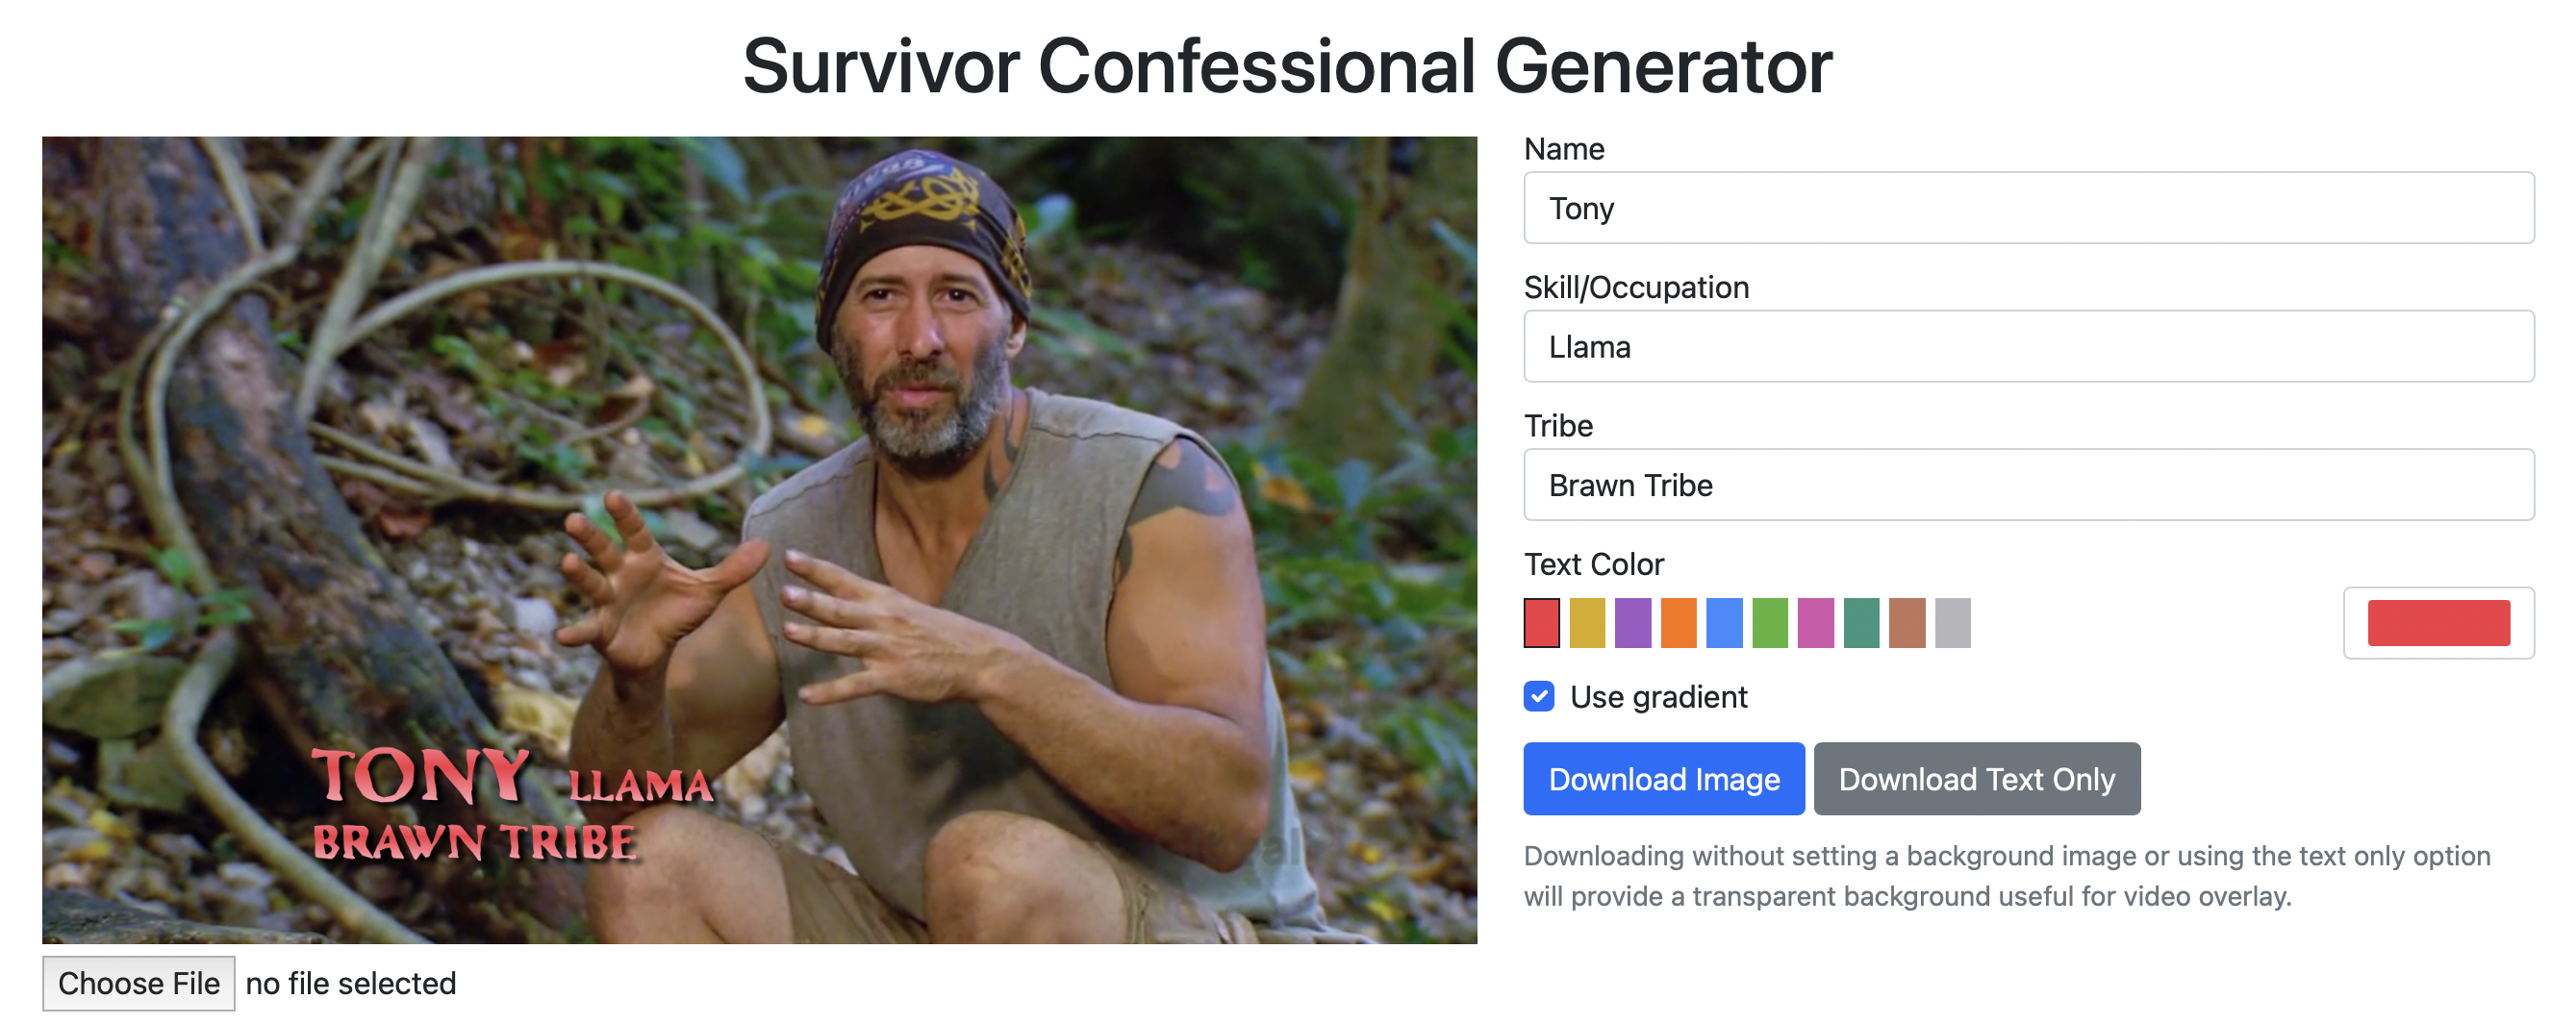 Survivor Confessional Generator
TONY LLAMA
BRAWN TRIBE
Choose File no file selected
Name
Tony
Skill/Occupation
Llama
Tribe
Brawn Tribe
Text Color
Use gradient
Download Image Download Text Only
Downloading without setting a background image or using the text only option
will provide a transparent background useful for video overlay.